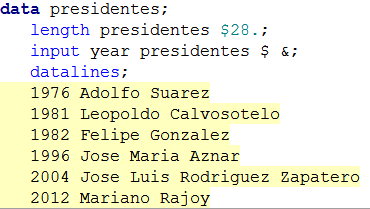 data presidentes;
length presidentes $28.;
input year presidentes $ &;
datalines;
1976 Adolfo Suarez
1981 Leopoldo Calvosotelo
1982 Felipe Gonzalez
1996 Jose Maria Aznar
2004 Jose Luis Rodriguez Zapatero
2012 Mariano Rajoy